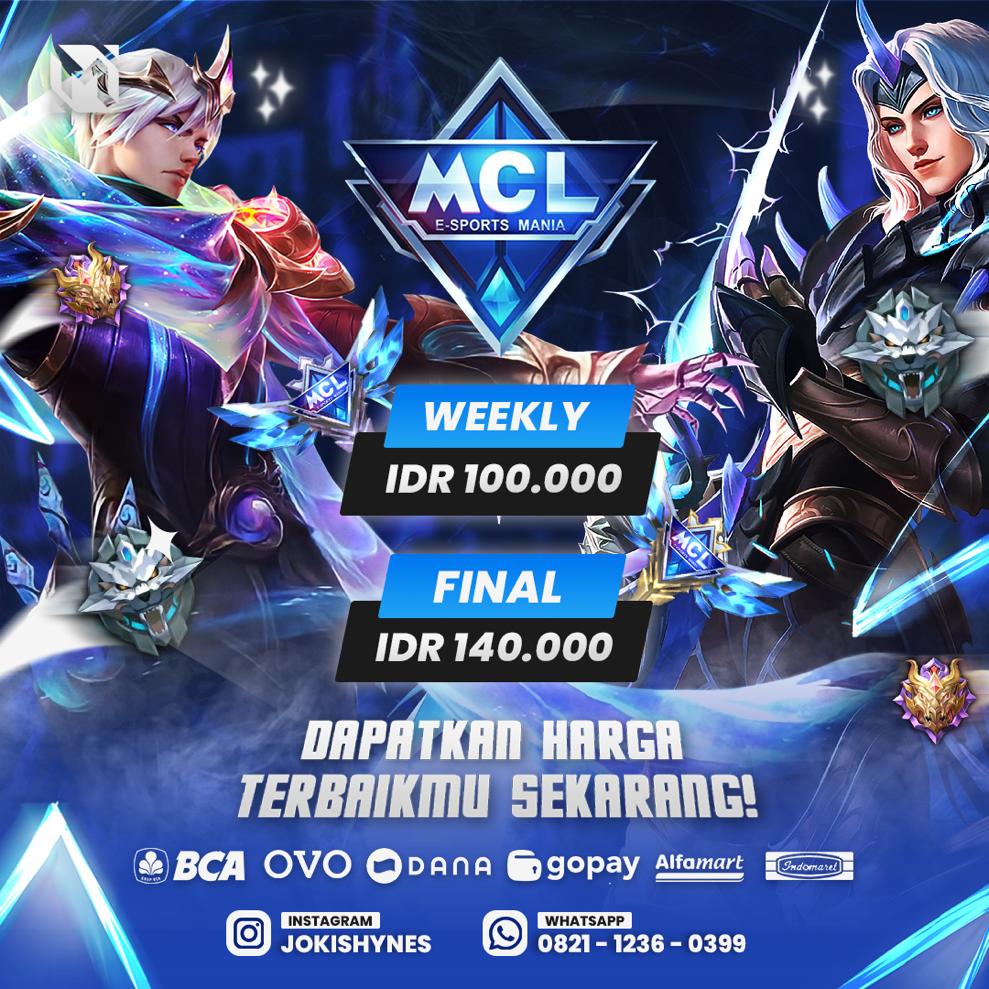 MCL
E-SPORTS MANIA
MCL
WEEKLY
IDR 100.000
MCL
FINAL
IDR 140.000
DAPATKAN HARGA
TERBAIKMU SEKARANG!
BCA OVO DANA gopay Alfamart Indomaret
INSTAGRAM
JOKISHYNES
WHATSAPP
0821 - 1236 - 0399